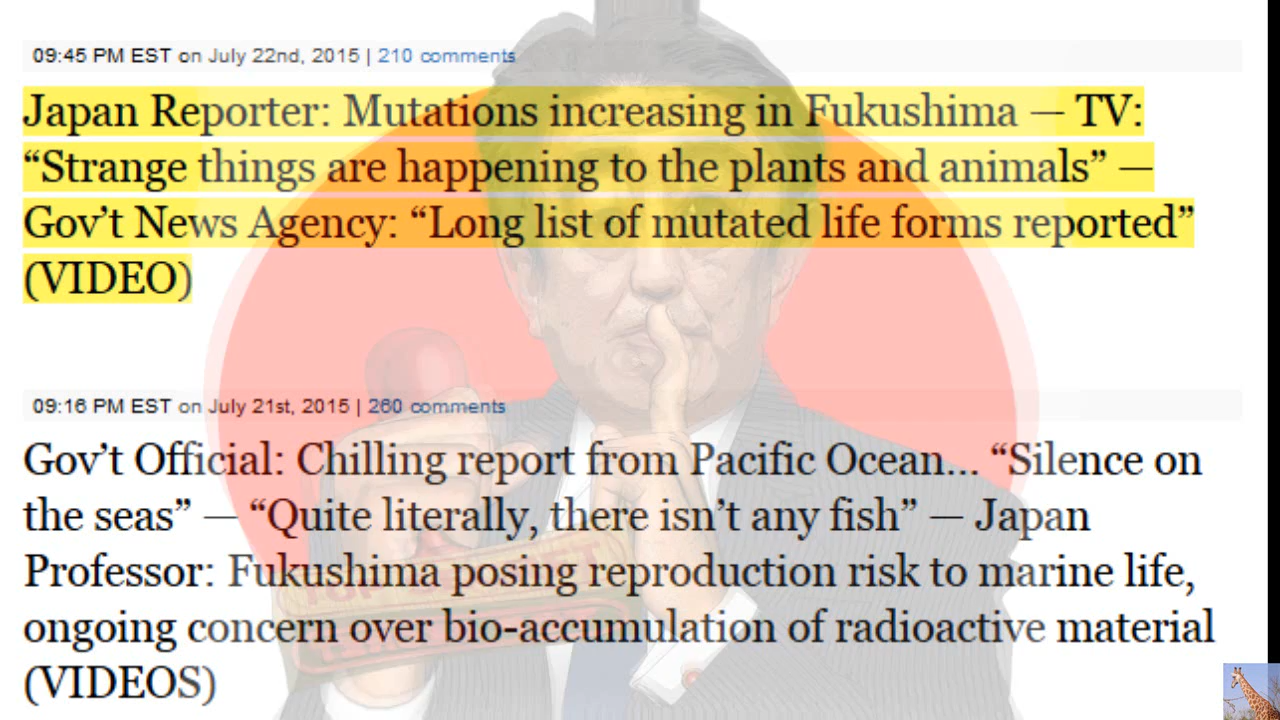 09:45 PM EST on July 22nd, 2015 | 210 comments
Japan Reporter: Mutations increasing in Fukushima — TV:
“Strange things are happening to the plants and animals” —
Gov’t News Agency: “Long list of mutated life forms reported”
(VIDEO)
09:16 PM EST on July 21st, 2015 | 260 comments
Gov’t Official: Chilling report from Pacific Ocean… “Silence on
the seas” — “Quite literally, there isn’t any fish” — Japan
Professor: Fukushima posing reproduction risk to marine life,
TOP SECRET
ongoing concern over bio-accumulation of radioactive material
(VIDEOS)